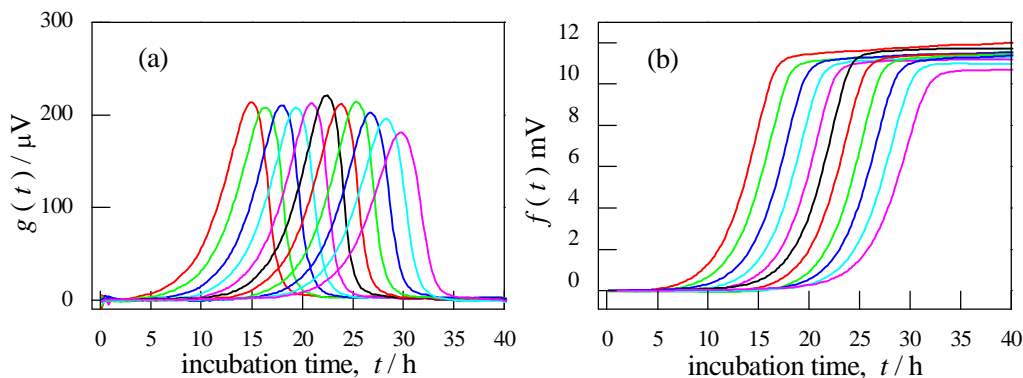 300
(a)
200
g ( t ) / μV
100
0
0 5 10 15 20 25 30 35 40
incubation time, t / h
12
(b)
10
8
f ( t ) mV
6
4
2
0
0 5 10 15 20 25 30 35 40
incubation time, t / h